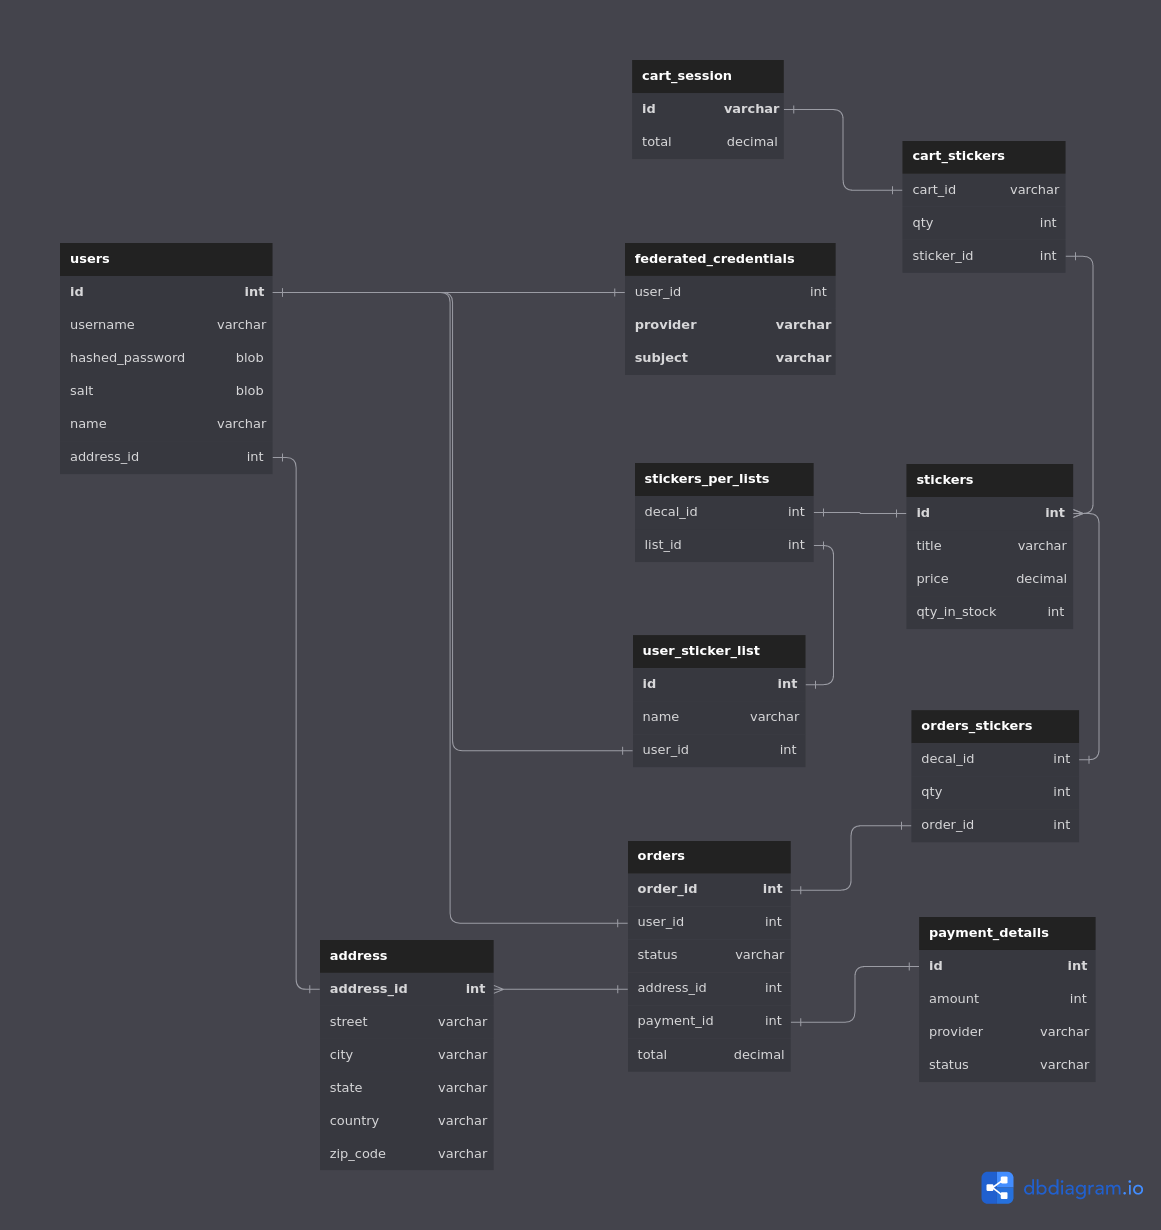 cart_session
id varchar
total decimal
cart_stickers
cart_id varchar
qty int
sticker_id int
users
id int
username varchar
hashed_password blob
salt blob
name varchar
address_id int
federated_credentials
user_id int
provider varchar
subject varchar
stickers_per_lists
decal_id int
list_id int
stickers
id int
title varchar
price decimal
qty_in_stock int
user_sticker_list
id int
name varchar
user_id int
orders_stickers
decal_id int
qty int
order_id int
orders
order_id int
user_id int
status varchar
address_id int
payment_id int
total decimal
payment_details
id int
amount int
provider varchar
status varchar
address
address_id int
street varchar
city varchar
state varchar
country varchar
zip_code varchar
dbdiagram.io